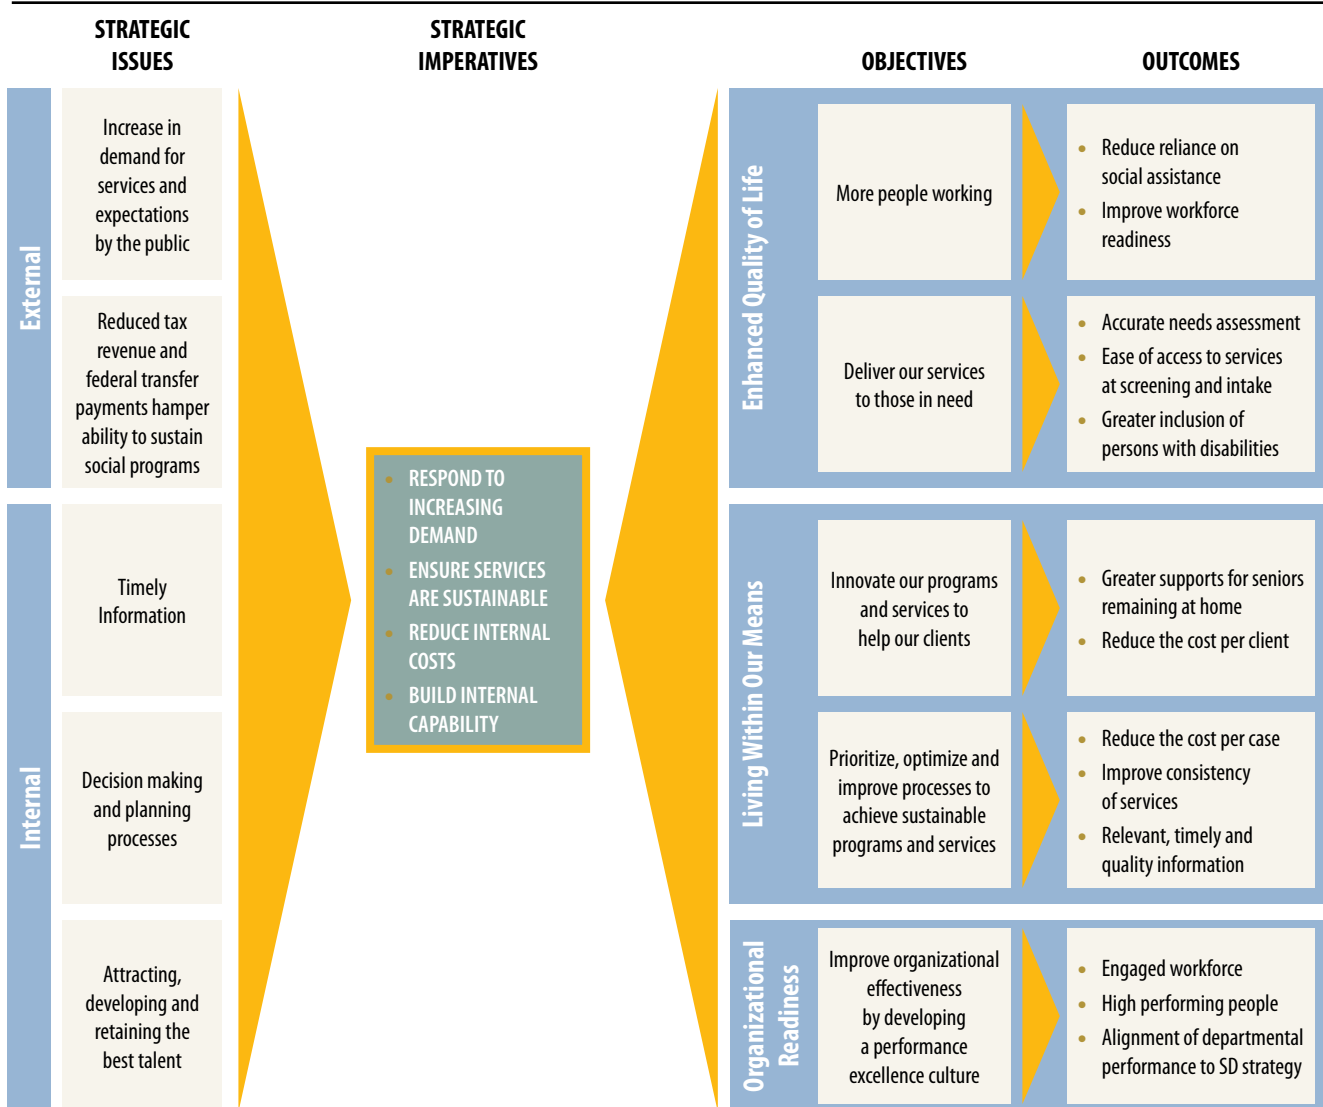 STRATEGIC
ISSUES
STRATEGIC
IMPERATIVES
OBJECTIVES
OUTCOMES
External
Increase in
demand for
services and
expectations
by the public
Reduced tax
revenue and
federal transfer
payments hamper
ability to sustain
social programs
Internal
Timely
Information
Decision making
and planning
processes
Attracting,
developing and
retaining the
best talent
• RESPOND TO
INCREASING
DEMAND
• ENSURE SERVICES
ARE SUSTAINABLE
• REDUCE INTERNAL
COSTS
• BUILD INTERNAL
CAPABILITY
Enhanced Quality of Life
More people working
• Reduce reliance on
social assistance
• Improve workforce
readiness
Deliver our services
to those in need
• Accurate needs assessment
• Ease of access to services
at screening and intake
• Greater inclusion of
persons with disabilities
Living Within Our Means
Innovate our programs
and services to
help our clients
• Greater supports for seniors
remaining at home
• Reduce the cost per client
Prioritize, optimize and
improve processes to
achieve sustainable
programs and services
• Reduce the cost per case
• Improve consistency
of services
• Relevant, timely and
quality information
Organizational
Readiness
Improve organizational
effectiveness
by developing
a performance
excellence culture
• Engaged workforce
• High performing people
• Alignment of departmental
performance to SD strategy